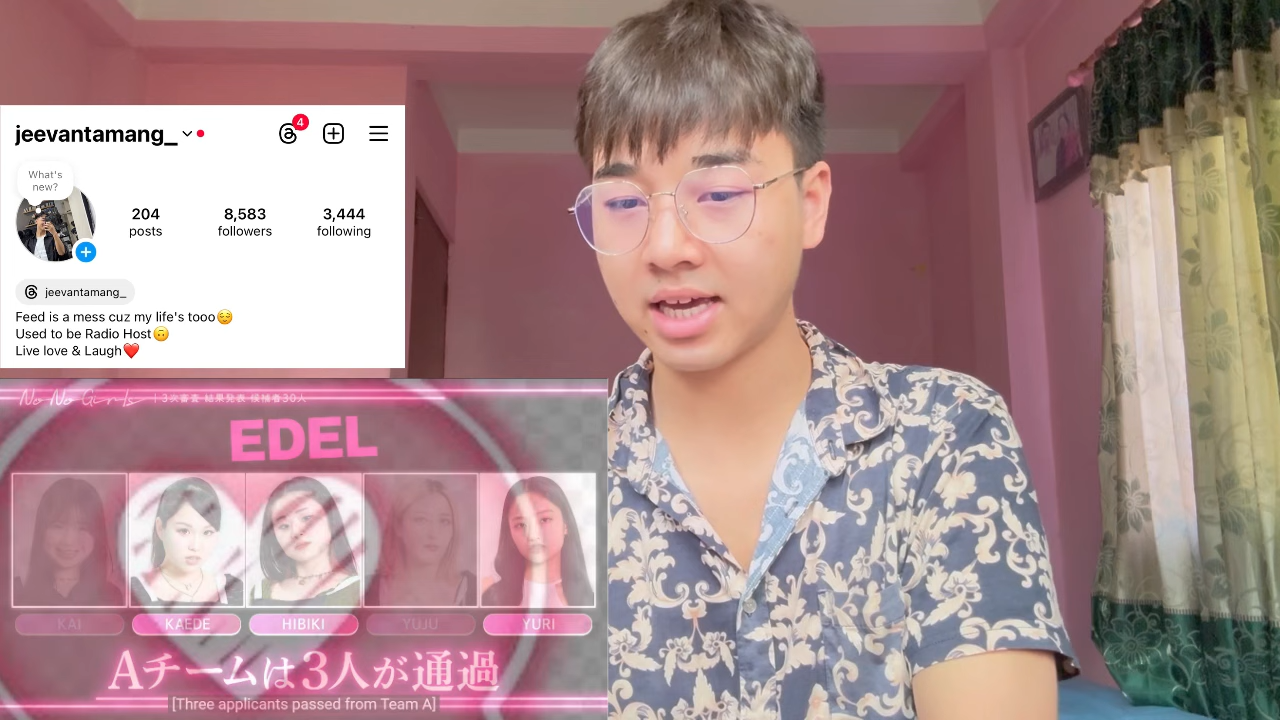 jeevantamang_
4
What's
new?
204
posts
8,583
followers
3,444
following
jeevantamang_
Feed is a mess cuz my life's tooo😌
Used to be Radio Host🙃
Live love & Laugh❤️
No No Girls | 3次審査 結果発表 候補者30人
EDEL
KAI KAEDE HIBIKI YUJU YURI
Aチームは3人が通過
[Three applicants passed from Team A]